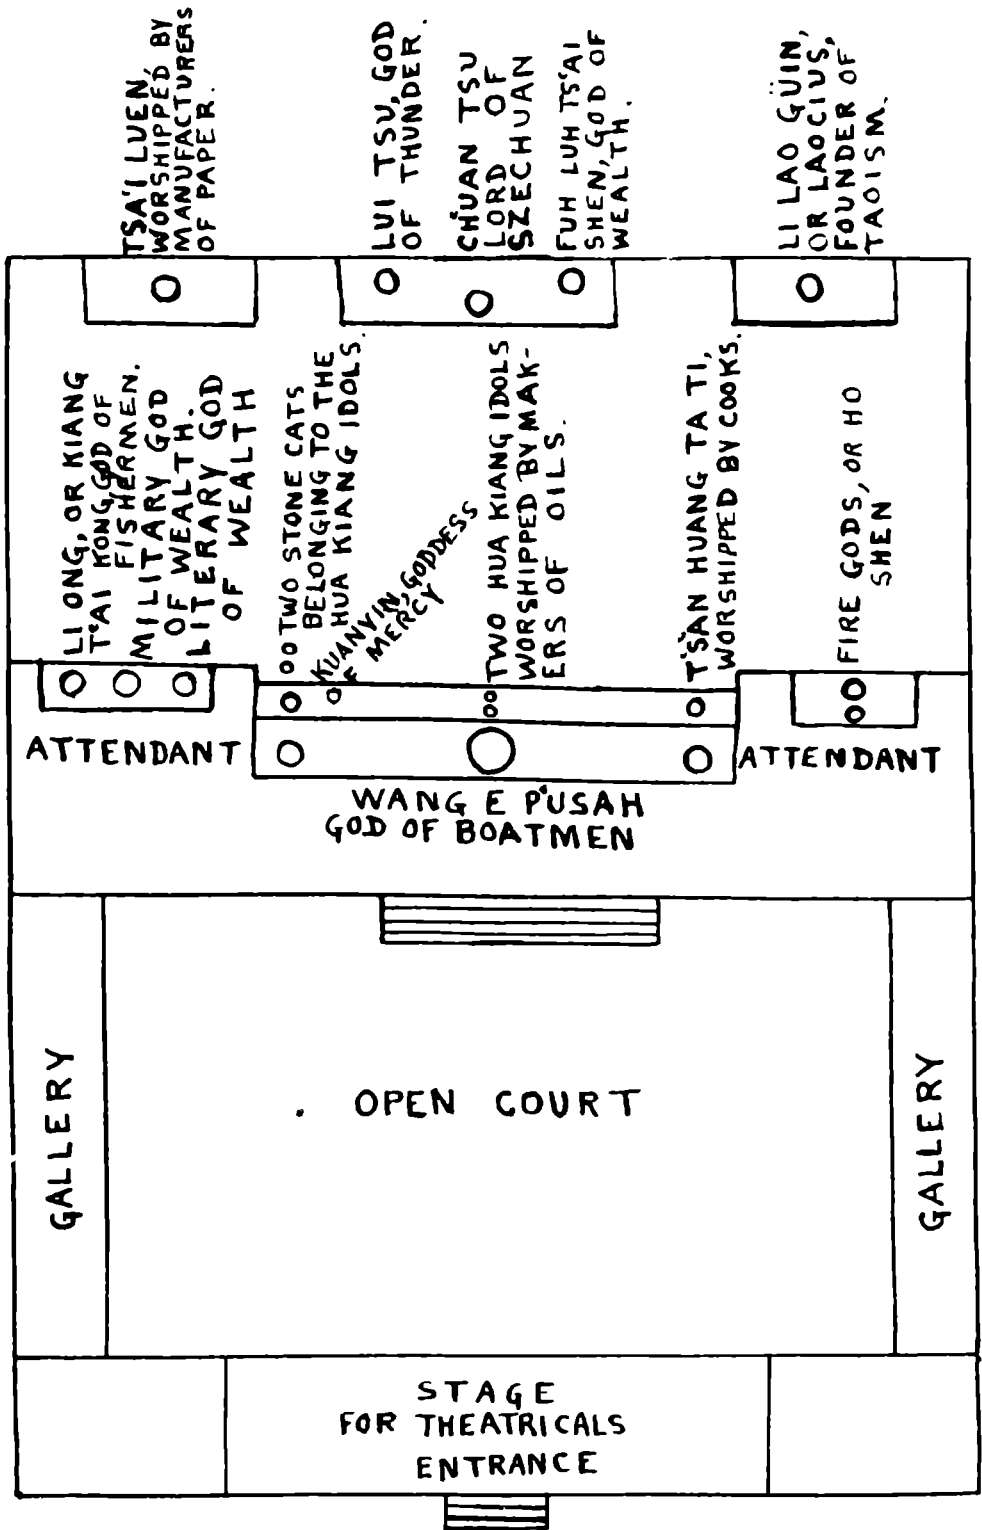 TSA'I LUEN,
WORSHIPPED BY
MANUFACTURERS
OF PAPER.
LUI TSU, GOD
OF THUNDER.
CH'UAN TSU
LORD OF
SZECHUAN
FUH LUH TS'AI
SHEN, GOD OF
WEALTH.
LI LAO GÜIN,
OR LAOCIUS,
FOUNDER OF
TAOISM.
LI ONG, OR KIANG
T'AI KONG, GOD OF
FISHERMEN.
MILITARY GOD
OF WEALTH.
LITERARY GOD
OF WEALTH
TWO STONE CATS
BELONGING TO THE
HUA KIANG IDOLS.
KUANYIN, GODDESS
OF MERCY
TWO HUA KIANG IDOLS
WORSHIPPED BY MAK-
ERS OF OILS.
T'SAN HUANG TA TI,
WORSHIPPED BY COOKS.
FIRE GODS, OR HO
SHEN
ATTENDANT
ATTENDANT
WANG E P'USAH
GOD OF BOATMEN
GALLERY
OPEN COURT
GALLERY
STAGE
FOR THEATRICALS
ENTRANCE